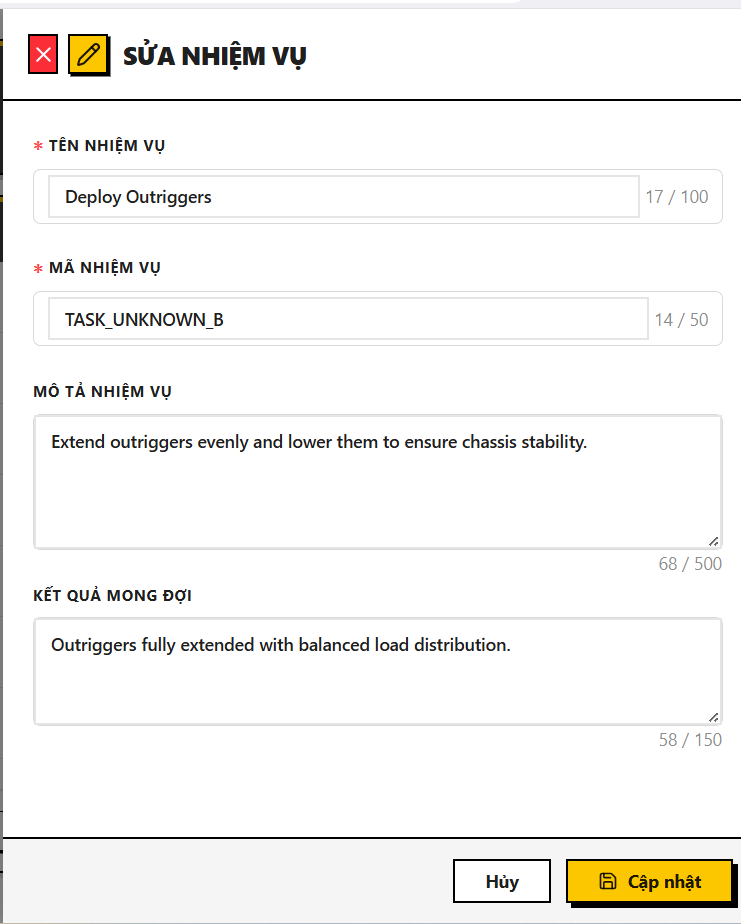 SỬA NHIỆM VỤ
* TÊN NHIỆM VỤ
Deploy Outriggers 17 / 100
* MÃ NHIỆM VỤ
TASK_UNKNOWN_B 14 / 50
MÔ TẢ NHIỆM VỤ
Extend outriggers evenly and lower them to ensure chassis stability.
68 / 500
KẾT QUẢ MONG ĐỢI
Outriggers fully extended with balanced load distribution.
58 / 150
Hủy Cập nhật